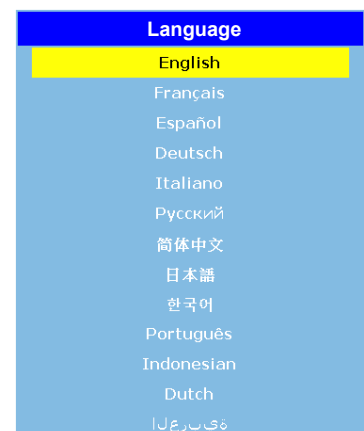 Language
English
Français
Español
Deutsch
Italiano
Русский
简体中文
日本語
한국어
Português
Indonesian
Dutch
العربية